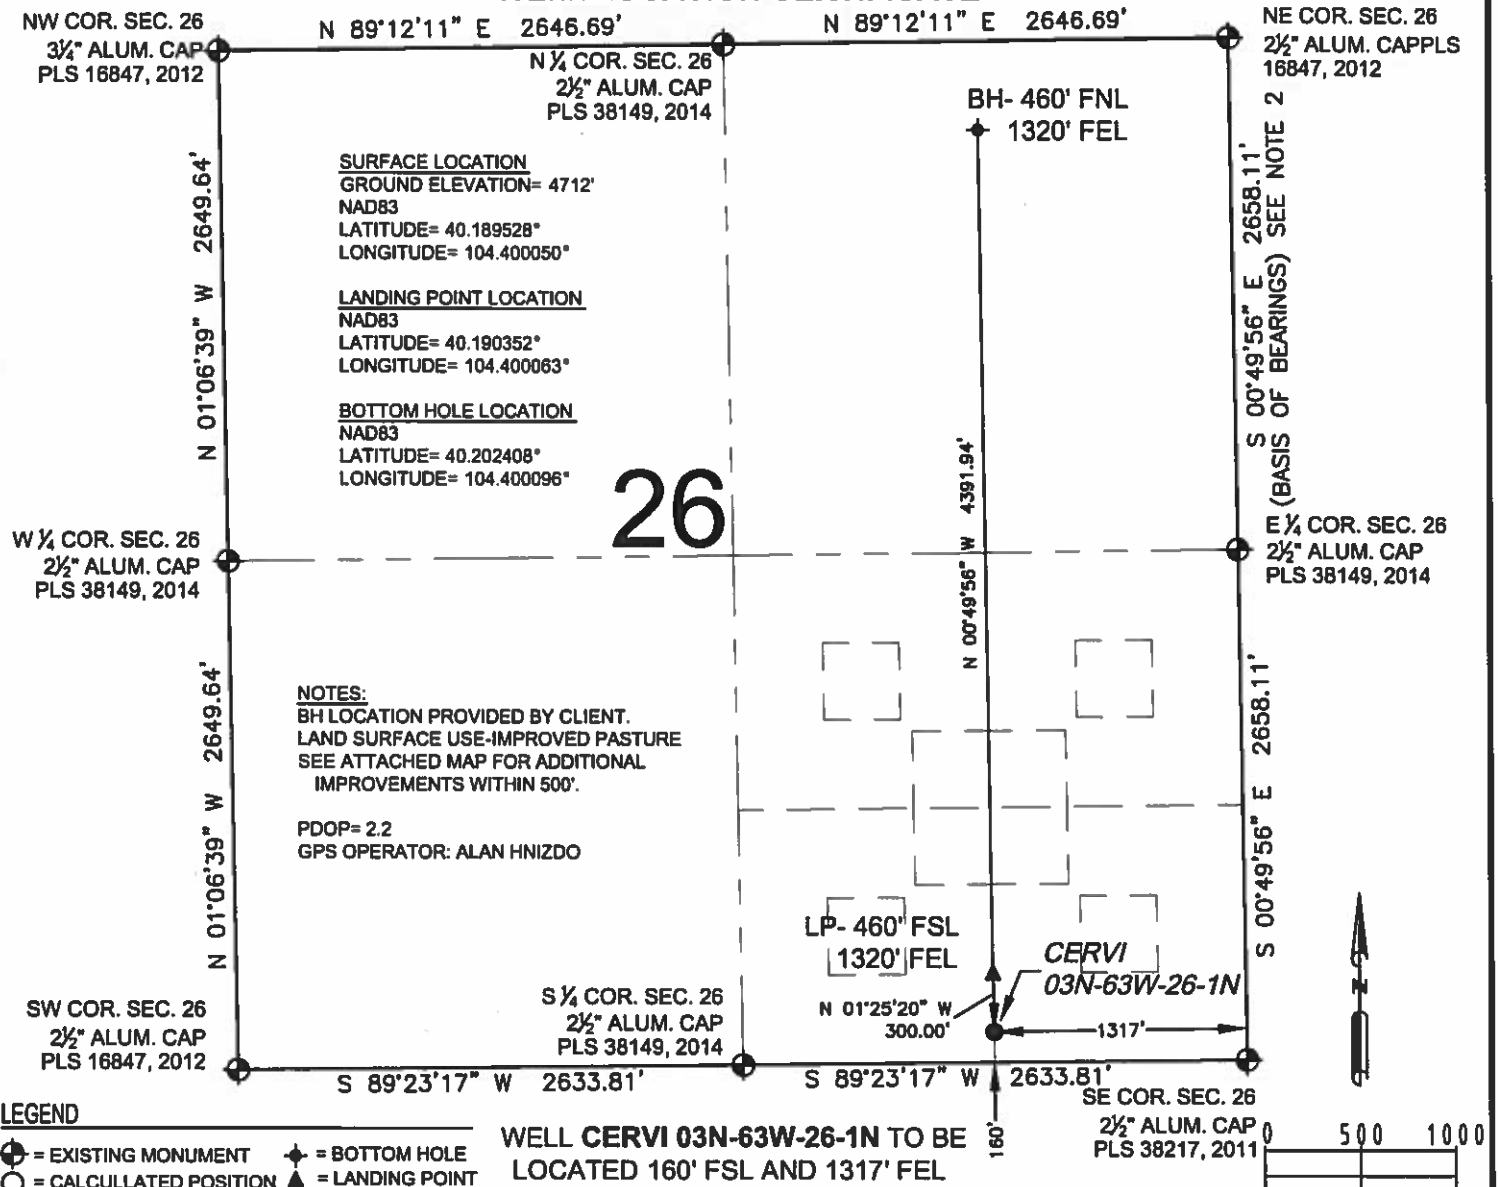 NW COR. SEC. 26
3¼" ALUM. CAP
PLS 16847, 2012
N 89°12'11" E 2646.69'
N ¼ COR. SEC. 26
2½" ALUM. CAP
PLS 38149, 2014
N 89°12'11" E 2646.69'
NE COR. SEC. 26
2½" ALUM. CAPPLS
16847, 2012
BH- 460' FNL
1320' FEL
SURFACE LOCATION
GROUND ELEVATION= 4712'
NAD83
LATITUDE= 40.189528°
LONGITUDE= 104.400050°
LANDING POINT LOCATION
NAD83
LATITUDE= 40.190352°
LONGITUDE= 104.400063°
BOTTOM HOLE LOCATION
NAD83
LATITUDE= 40.202408°
LONGITUDE= 104.400096°
N 01°06'39" W 2649.64'
26
N 00°49'56" W 4391.94'
S 00°49'56" E 2658.11'
(BASIS OF BEARINGS) SEE NOTE 2
W ¼ COR. SEC. 26
2½" ALUM. CAP
PLS 38149, 2014
E ¼ COR. SEC. 26
2½" ALUM. CAP
PLS 38149, 2014
N 01°06'39" W 2649.64'
NOTES:
BH LOCATION PROVIDED BY CLIENT.
LAND SURFACE USE-IMPROVED PASTURE
SEE ATTACHED MAP FOR ADDITIONAL
IMPROVEMENTS WITHIN 500'.
PDOP= 2.2
GPS OPERATOR: ALAN HNIZDO
S 00°49'56" E 2658.11'
LP- 460' FSL
1320' FEL
CERVI
03N-63W-26-1N
N 01°25'20" W
300.00'
1317'
N
SW COR. SEC. 26
2½" ALUM. CAP
PLS 16847, 2012
S ¼ COR. SEC. 26
2½" ALUM. CAP
PLS 38149, 2014
S 89°23'17" W 2633.81'
S 89°23'17" W 2633.81'
SE COR. SEC. 26
2½" ALUM. CAP
PLS 38217, 2011
160'
LEGEND
= EXISTING MONUMENT
= BOTTOM HOLE
= CALCULLATED POSITION
= LANDING POINT
WELL CERVI 03N-63W-26-1N TO BE
LOCATED 160' FSL AND 1317' FEL
0 500 1000